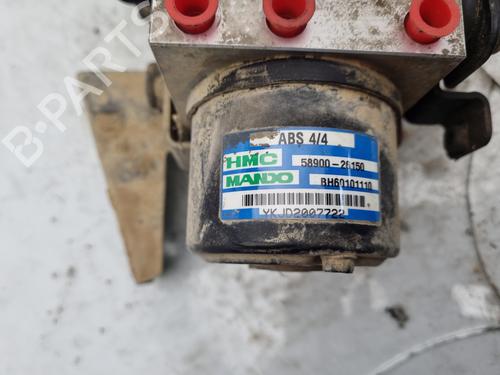 ABS 4/4
HMC 58900-26150
MANDO BH60101110
YKJD2007722
B-PARTS